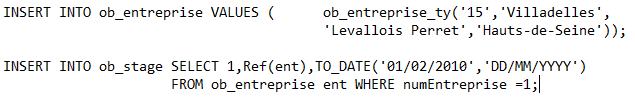 INSERT INTO ob_entreprise VALUES ( ob_entreprise_ty('15','Villadelles',
'Levallois Perret','Hauts-de-Seine'));
INSERT INTO ob_stage SELECT 1,Ref(ent),TO_DATE('01/02/2010','DD/MM/YYYY')
FROM ob_entreprise ent WHERE numEntreprise =1;